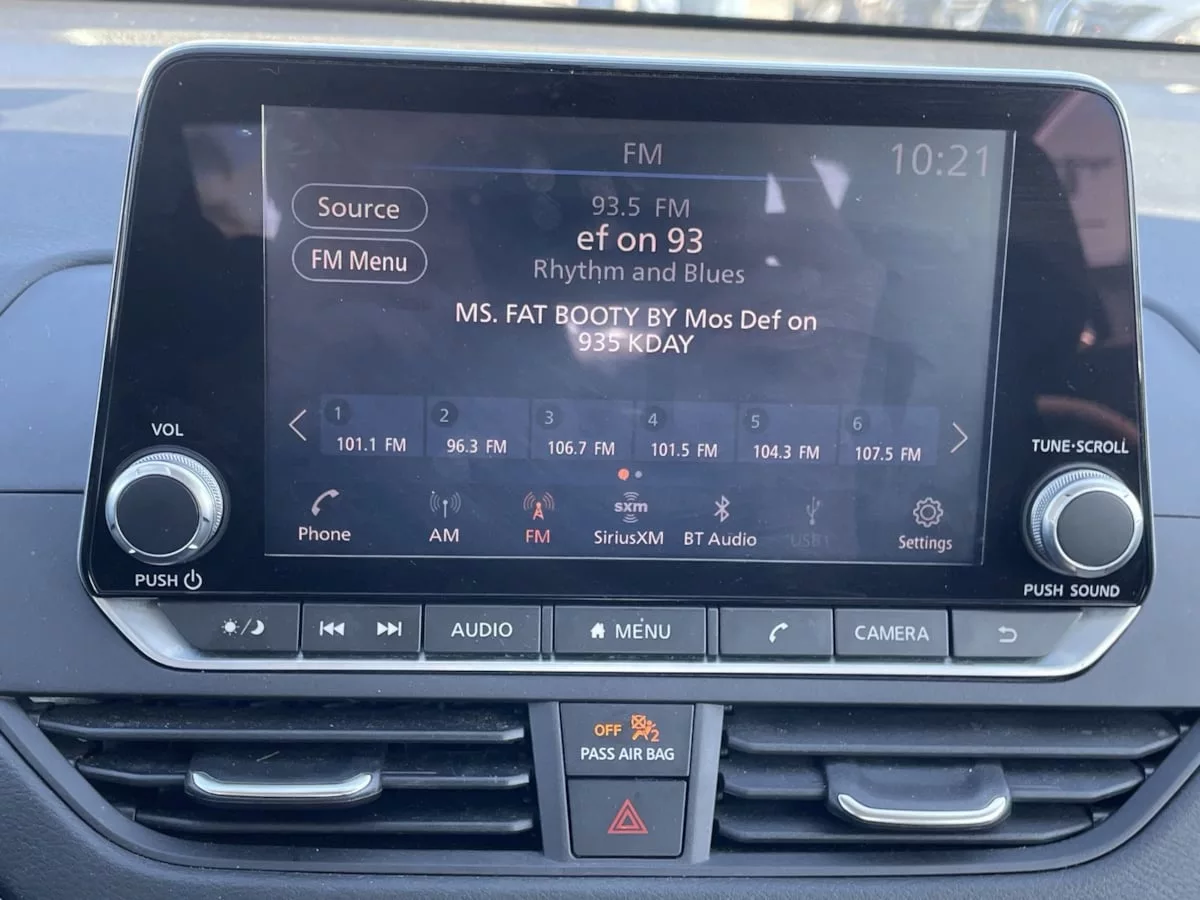 FM
10:21
Source
93.5 FM
ef on 93
FM Menu
Rhythm and Blues
MS. FAT BOOTY BY Mos Def on
935 KDAY
1 2 3 4 5 6
101.1 FM 96.3 FM 106.7 FM 101.5 FM 104.3 FM 107.5 FM
VOL
TUNE·SCROLL
sxm
Phone AM FM SiriusXM BT Audio USB1 Settings
PUSH
PUSH SOUND
AUDIO MENU CAMERA
OFF 2
PASS AIR BAG